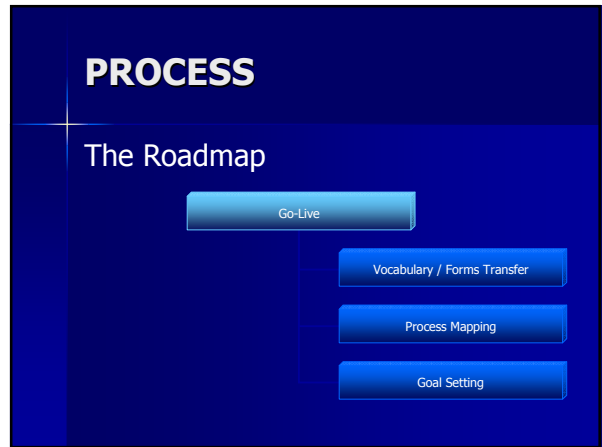 PROCESS
The Roadmap
Go-Live
Vocabulary / Forms Transfer
Process Mapping
Goal Setting